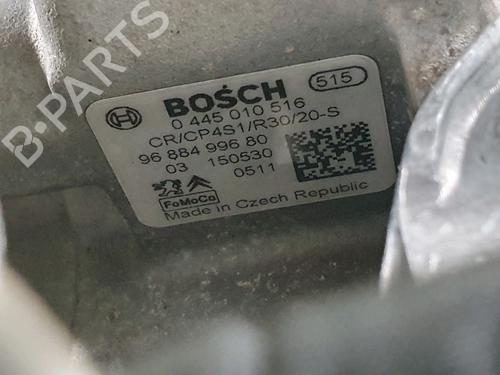 B-PARTS
BOSCH 515
0 445 010 516
CR/CP4S1/R30/20-S
96 884 996 80
03 150530
0511
FoMoCo
Made in Czech Republic
B-PARTS